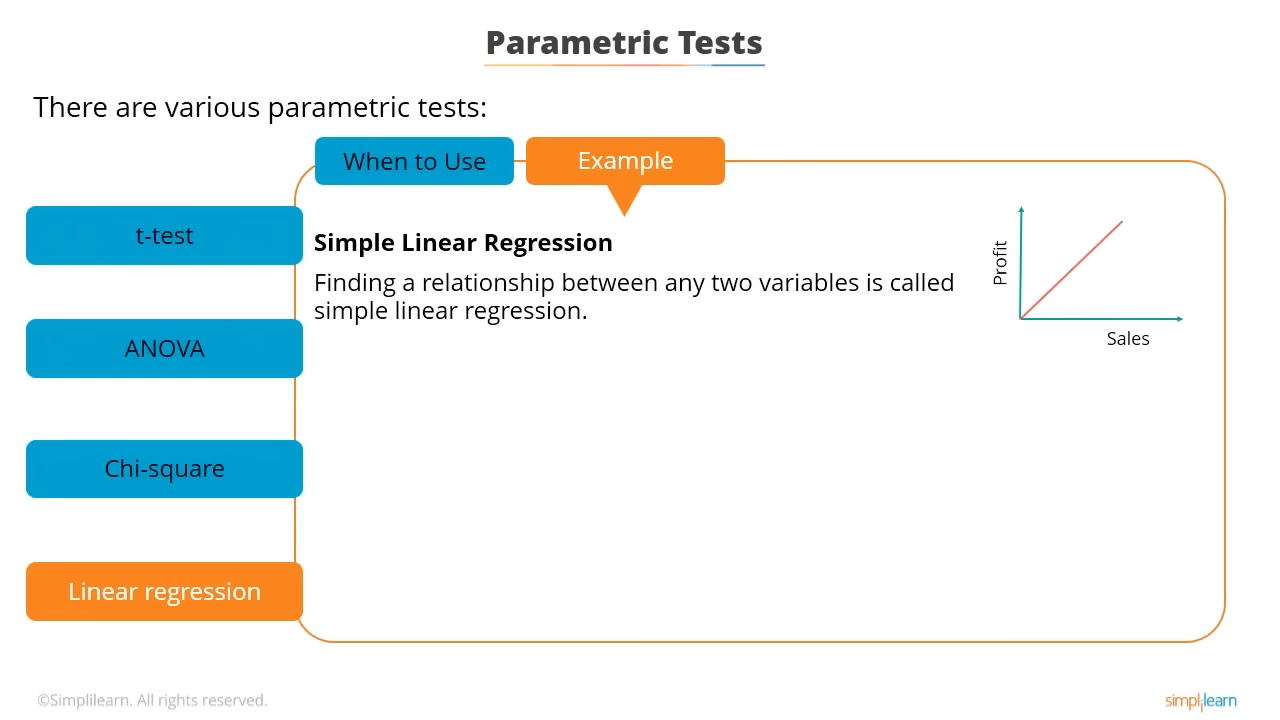 Parametric Tests
There are various parametric tests:
When to Use
Example
t-test
ANOVA
Chi-square
Linear regression
Simple Linear Regression
Finding a relationship between any two variables is called
simple linear regression.
Profit
Sales
©Simplilearn. All rights reserved.
simplilearn